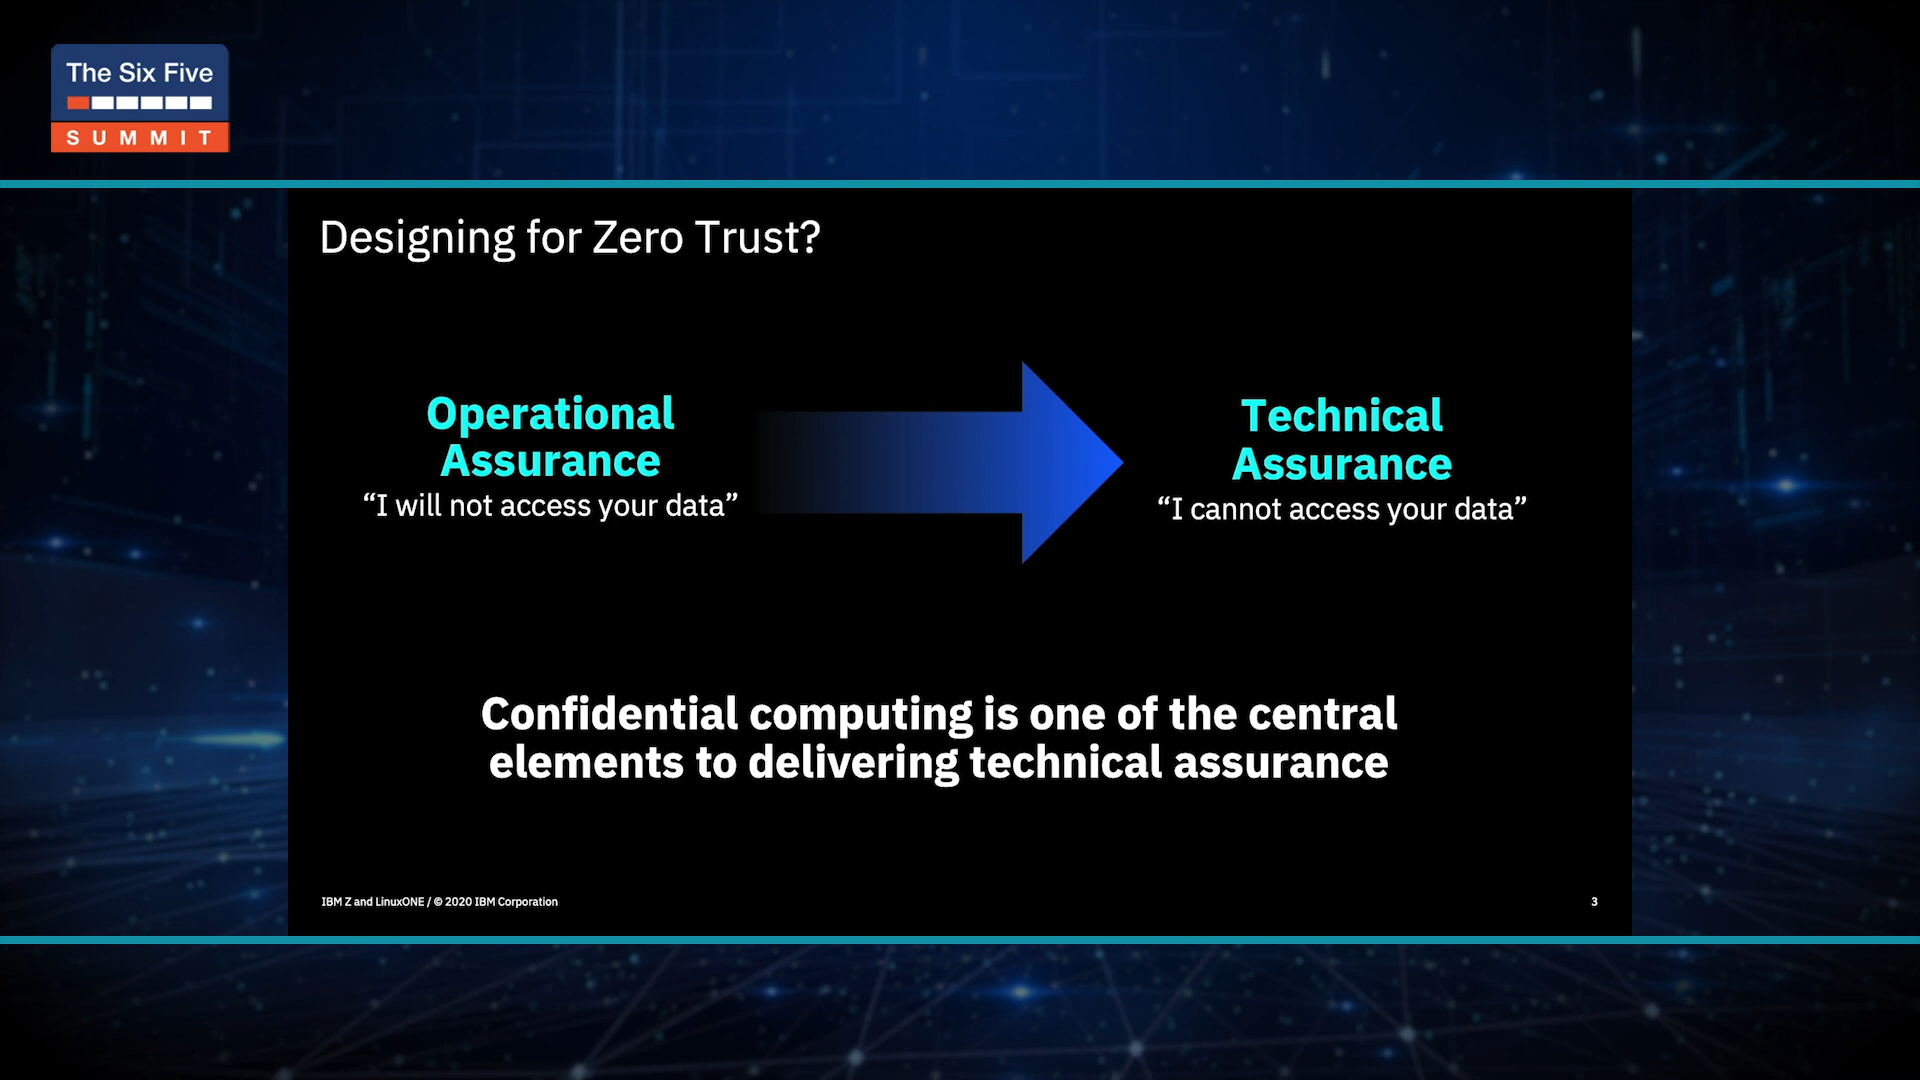 The Six Five
SUMMIT
Designing for Zero Trust?
Operational
Assurance
“I will not access your data”
Technical
Assurance
“I cannot access your data”
Confidential computing is one of the central
elements to delivering technical assurance
IBM Z and LinuxONE / © 2020 IBM Corporation
3